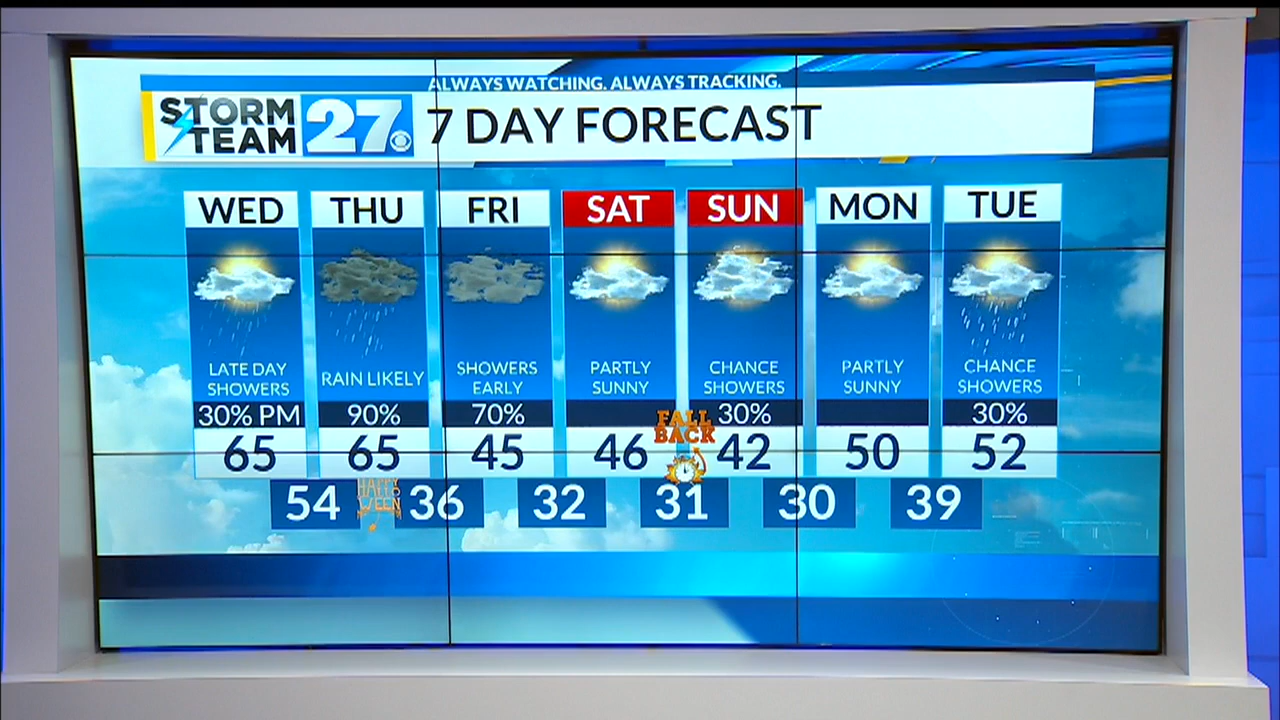 ALWAYS WATCHING. ALWAYS TRACKING.
STORM TEAM 27
7 DAY FORECAST
WED THU FRI SAT SUN MON TUE
LATE DAY SHOWERS
RAIN LIKELY
SHOWERS EARLY
PARTLY SUNNY
CHANCE SHOWERS
PARTLY SUNNY
CHANCE SHOWERS
30% PM 90% 70% 30% 30%
FALL BACK
65 65 45 46 42 50 52
HAPPY HALLOWEEN
54 36 32 31 30 39